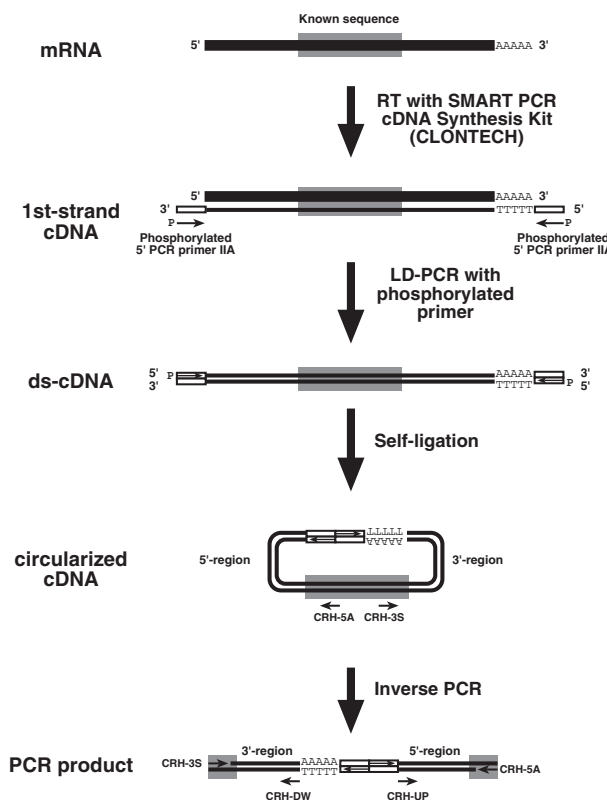 Known sequence
mRNA
5'
AAAAA 3'
RT with SMART PCR
cDNA Synthesis Kit
(CLONTECH)
1st-strand
cDNA
5'
AAAAA 3'
3'
TTTTT 5'
P
P
Phosphorylated
5' PCR primer IIA
Phosphorylated
5' PCR primer IIA
LD-PCR with
phosphorylated
primer
ds-cDNA
5' P
3'
AAAAA 3'
TTTTT P 5'
Self-ligation
circularized
cDNA
5'-region
TTTTT
AAAAA
3'-region
CRH-5A
CRH-3S
Inverse PCR
PCR product
CRH-3S
3'-region
AAAAA
TTTTT
5'-region
CRH-5A
CRH-DW
CRH-UP